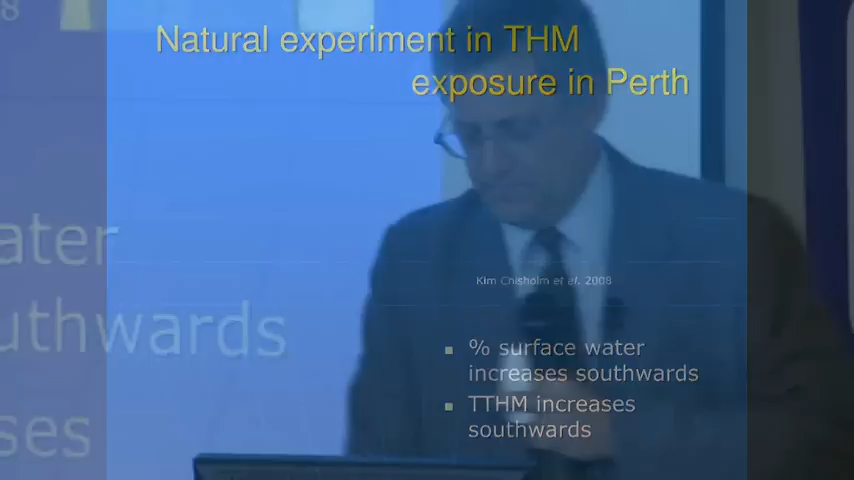 8
Natural experiment in THM
exposure in Perth
ater
Kim Chisholm et al. 2008
uthwards
▪ % surface water
increases southwards
▪ TTHM increases
southwards
ses